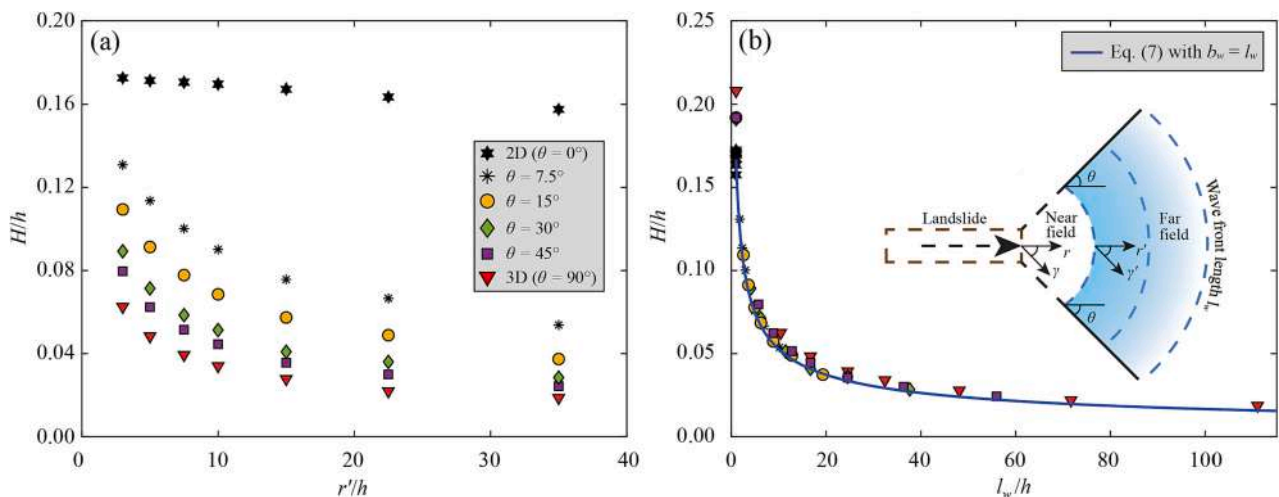 (a)
H/h
0.20
0.16
0.12
0.08
0.04
0.00
0
10
20
30
40
r'/h
2D (θ = 0°)
θ = 7.5°
θ = 15°
θ = 30°
θ = 45°
3D (θ = 90°)
(b)
H/h
0.25
0.20
0.15
0.10
0.05
0.00
0
20
40
60
80
100
l_w/h
Eq. (7) with b_w = l_w
Landslide
Near
field
Far
field
θ
θ
r
γ
r'
γ'
Wave front length l_w